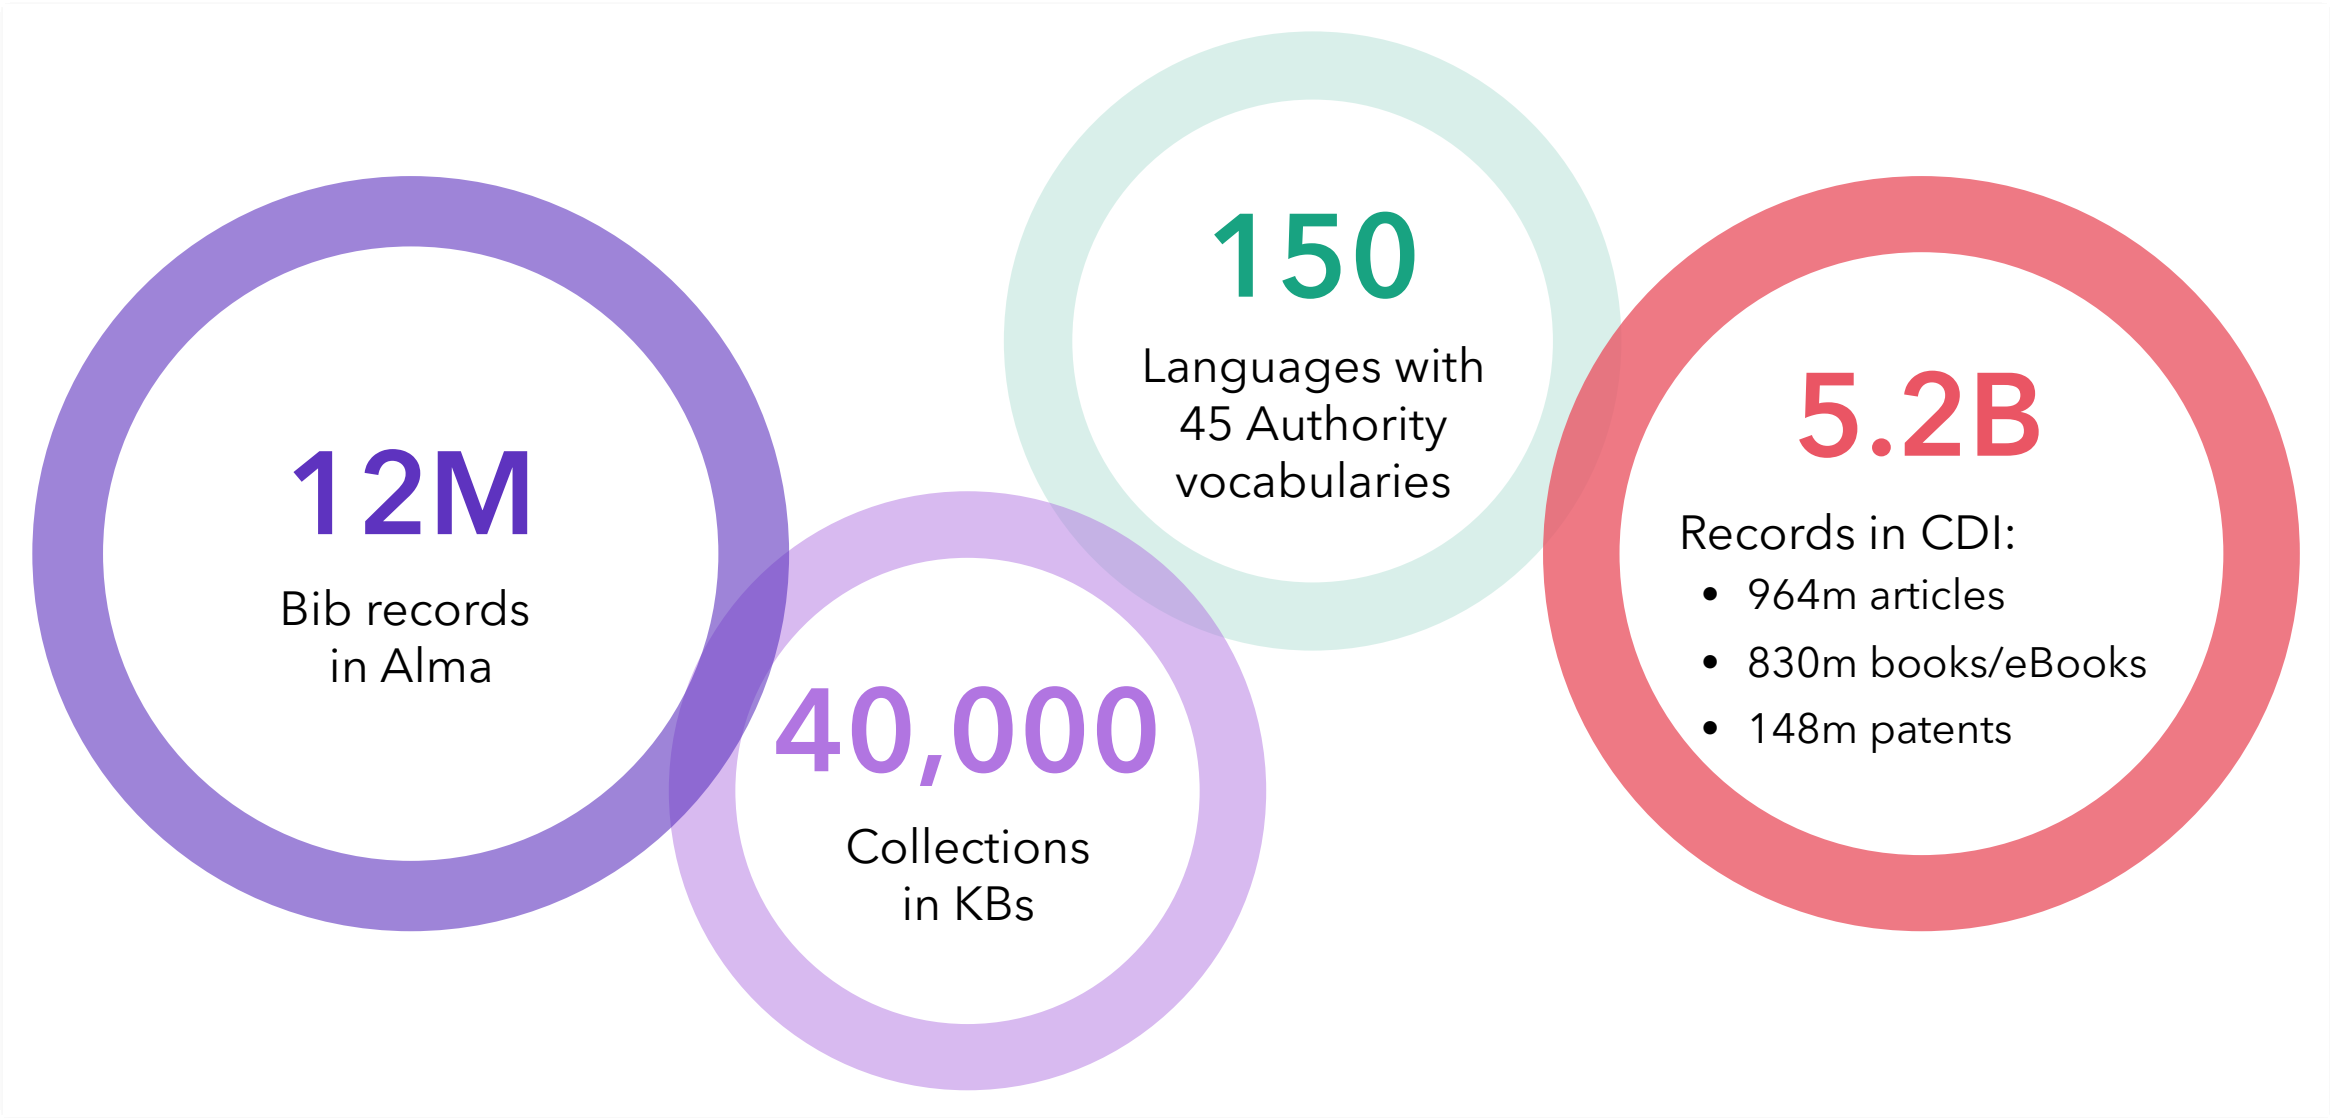 12M
Bib records
in Alma
40,000
Collections
in KBs
150
Languages with
45 Authority
vocabularies
5.2B
Records in CDI:
• 964m articles
• 830m books/eBooks
• 148m patents